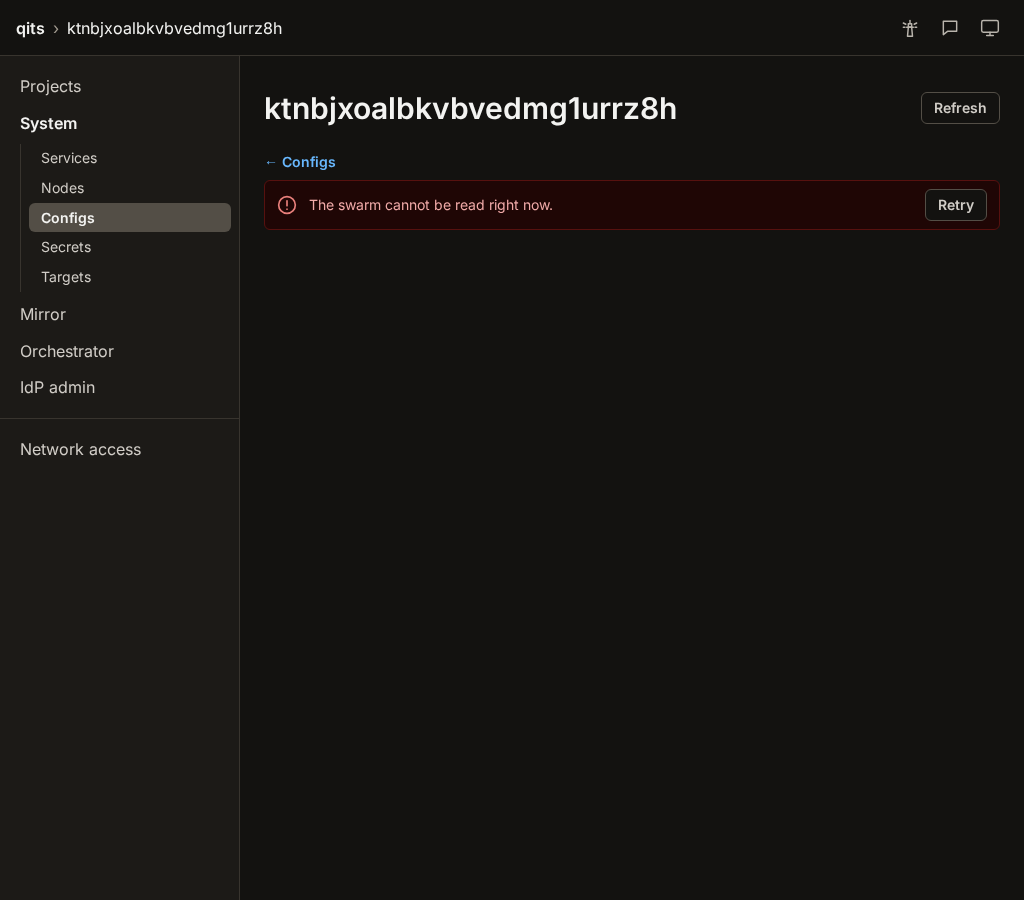 qits › ktnbjxoalbkvbvedmg1urrz8h
Projects
System
Services
Nodes
Configs
Secrets
Targets
Mirror
Orchestrator
IdP admin
Network access
ktnbjxoalbkvbvedmg1urrz8h
Refresh
← Configs
The swarm cannot be read right now.
Retry